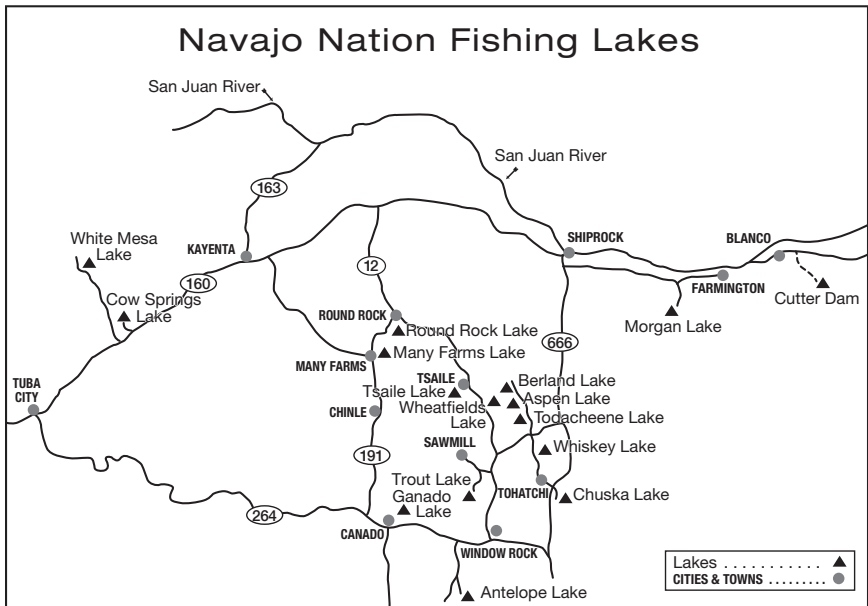 Navajo Nation Fishing Lakes
San Juan River
San Juan River
163
SHIPROCK
BLANCO
White Mesa
Lake
KAYENTA
12
160
FARMINGTON
Cutter Dam
Cow Springs
Lake
ROUND ROCK
Morgan Lake
Round Rock Lake
666
MANY FARMS
Many Farms Lake
TUBA
CITY
TSAILE
Berland Lake
Tsaile Lake
Aspen Lake
Wheatfields
Lake
CHINLE
Todacheene Lake
SAWMILL
Whiskey Lake
191
Trout Lake
TOHATCHI
Ganado
Lake
Chuska Lake
264
CANADO
WINDOW ROCK
Antelope Lake
Lakes . . . . . . . . . . .
CITIES & TOWNS . . . . . . . . .